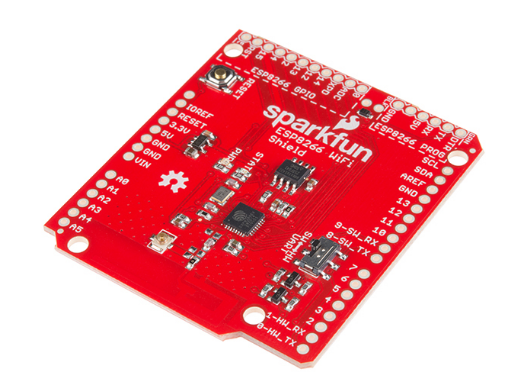 ESP8266 GPIO
RESET
sparkfun
ESP8266 WiFi
Shield
ESP8266 PROG
IOREF
RESET
3.3V
5V
GND
GND
VIN
A0
A1
A2
A3
A4
A5
SCL
SDA
AREF
GND
13
12
11
10
9-SW_RX
8-SW_TX
7
6
5
4
3
2
1-HW_RX
0-HW_TX
UART